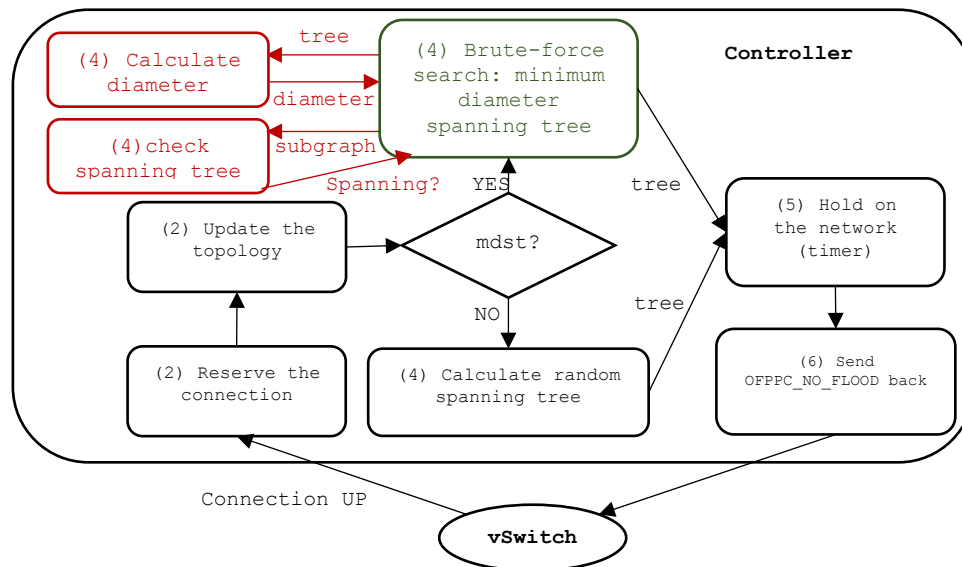 tree
(4) Calculate
diameter
diameter
(4) Brute-force
search: minimum
diameter
spanning tree
Controller
(4)check
spanning tree
subgraph
Spanning?
YES
tree
(2) Update the
topology
mdst?
(5) Hold on
the network
(timer)
NO
tree
(2) Reserve the
connection
(4) Calculate random
spanning tree
(6) Send
OFPPC_NO_FLOOD back
Connection UP
vSwitch